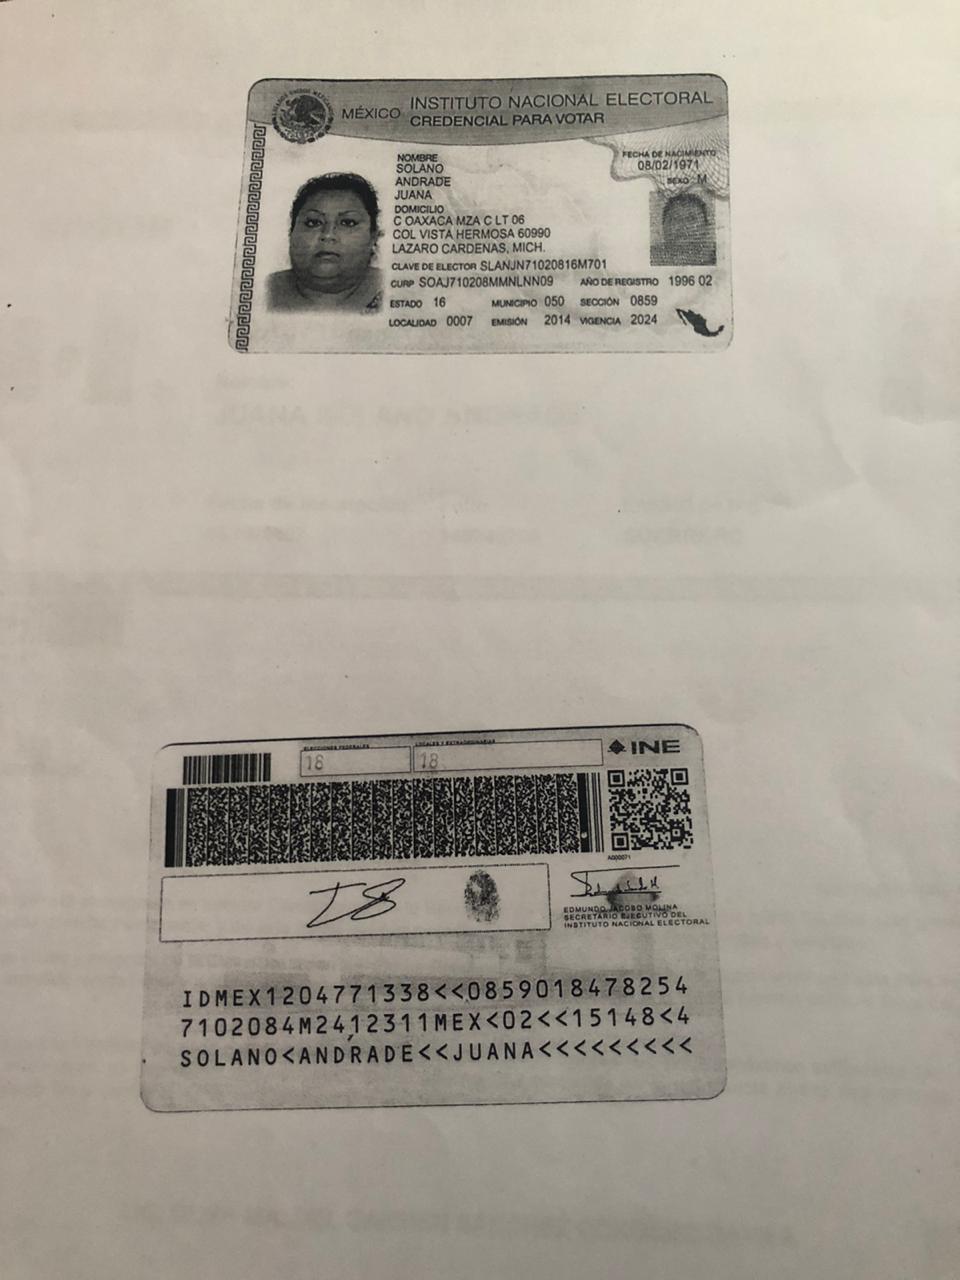 MÉXICO INSTITUTO NACIONAL ELECTORAL
CREDENCIAL PARA VOTAR
NOMBRE
SOLANO
ANDRADE
JUANA
FECHA DE NACIMIENTO
08/02/1971
SEXO M
DOMICILIO
C OAXACA MZA C LT 06
COL VISTA HERMOSA 60990
LAZARO CARDENAS, MICH.
CLAVE DE ELECTOR SLANJN71020816M701
CURP SOAJ710208MMNLNN09 AÑO DE REGISTRO 1996 02
ESTADO 16 MUNICIPIO 050 SECCIÓN 0859
LOCALIDAD 0007 EMISIÓN 2014 VIGENCIA 2024
ELECCIONES FEDERALES LOCALES Y EXTRAORDINARIAS
18 18
INE
A000071
EDMUNDO JACOBO MOLINA
SECRETARIO EJECUTIVO DEL
INSTITUTO NACIONAL ELECTORAL
IDMEX1204771338<<0859018478254
7102084M2412311MEX<02<<15148<4
SOLANO<ANDRADE<<JUANA<<<<<<<<<